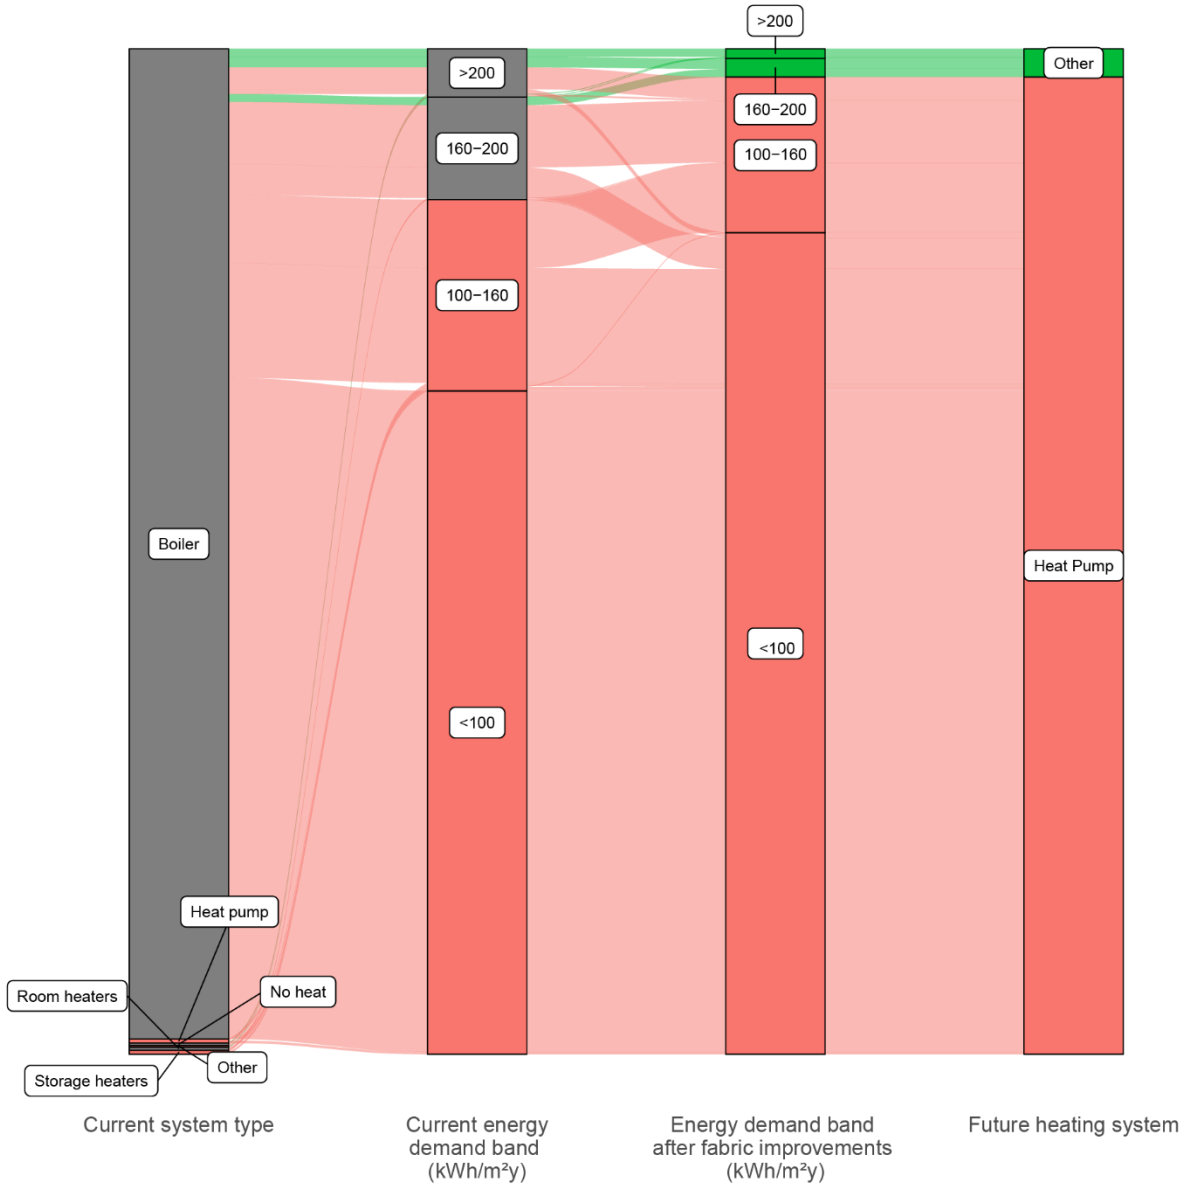 >200
Other
>200
160−200
160−200
100−160
100−160
Boiler
Heat Pump
<100
<100
Heat pump
Room heaters
No heat
Other
Storage heaters
Current system type
Current energy
demand band
(kWh/m²y)
Energy demand band
after fabric improvements
(kWh/m²y)
Future heating system